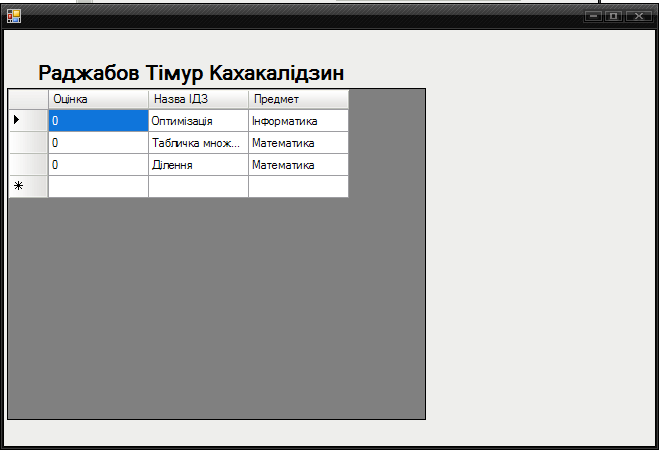 Раджабов Тімур Кахакалідзин
Оцінка Назва ІДЗ Предмет
0 Оптимізація Інформатика
0 Табличка множ... Математика
0 Ділення Математика